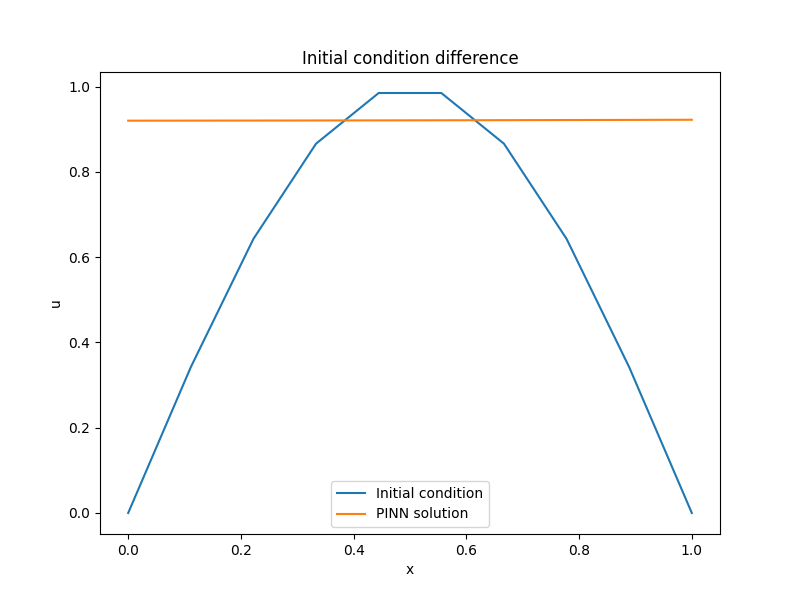 Initial condition difference
u
1.0
0.8
0.6
0.4
0.2
0.0
Initial condition
PINN solution
0.0 0.2 0.4 0.6 0.8 1.0
x